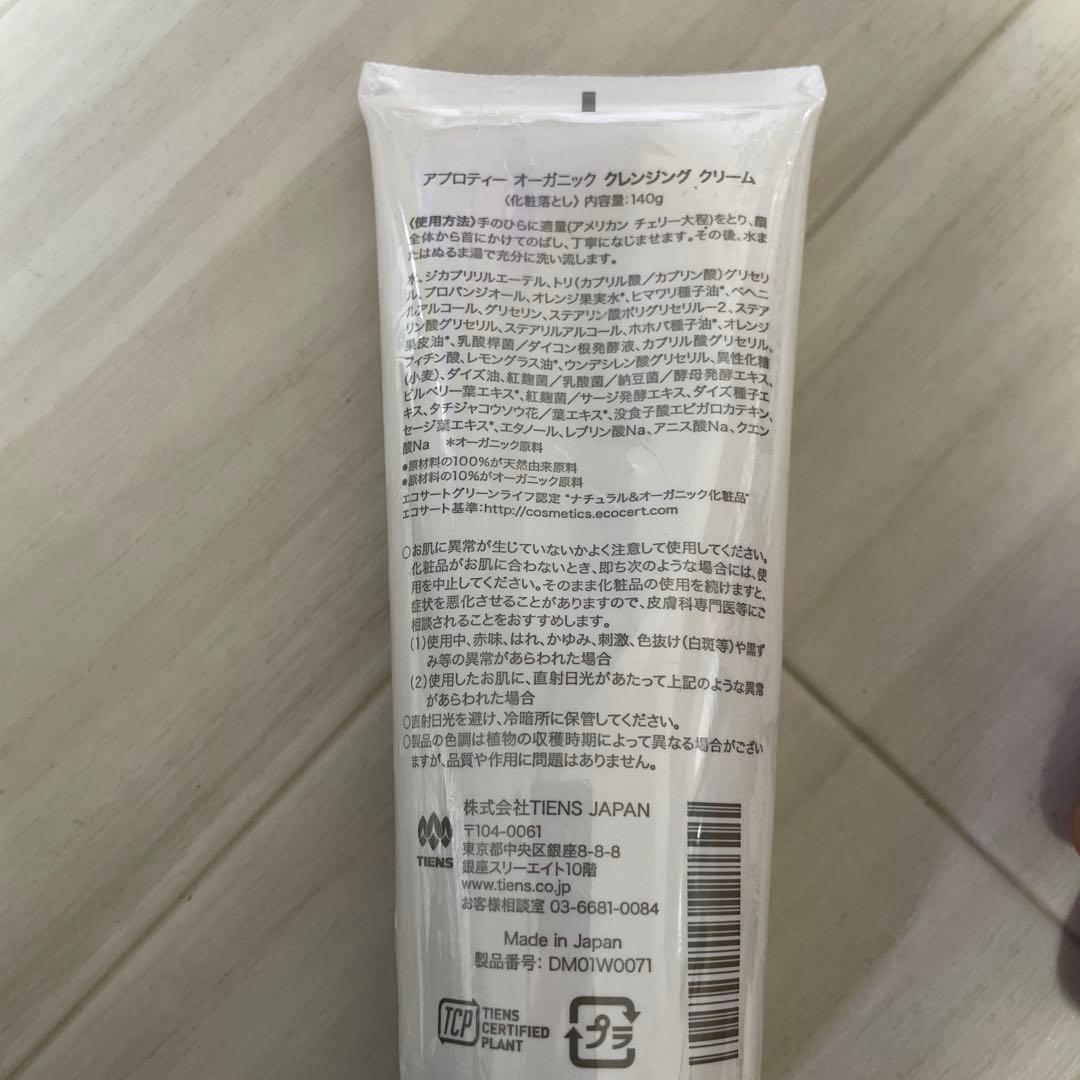 アプロティー オーガニック クレンジング クリーム
〈化粧落とし〉内容量:140g
〈使用方法〉手のひらに適量(アメリカン チェリー大程)をとり、顔
全体から首にかけてのばし、丁寧になじませます。その後、水ま
たはぬるま湯で充分に洗い流します。
水、ジカプリリルエーテル、トリ(カプリル酸／カプリン酸)グリセリ
ル、プロパンジオール、オレンジ果実水*、ヒマワリ種子油*、ベヘニ
ルアルコール、グリセリン、ステアリン酸ポリグリセリル－2、ステア
リン酸グリセリル、ステアリルアルコール、ホホバ種子油*、オレンジ
果皮油*、乳酸桿菌／ダイコン根発酵液、カプリル酸グリセリル、
フィチン酸、レモングラス油*、ウンデシレン酸グリセリル、異性化糖
(小麦)、ダイズ油、紅麹菌／乳酸菌／納豆菌／酵母発酵エキス、
ビルベリー葉エキス*、紅麹菌／サージ発酵エキス、ダイズ種子エ
キス、タチジャコウソウ花／葉エキス*、没食子酸エピガロカテキン、
セージ葉エキス*、エタノール、レブリン酸Na、アニス酸Na、クエン
酸Na ＊オーガニック原料
●原材料の100%が天然由来原料
●原材料の10%がオーガニック原料
エコサートグリーンライフ認定 “ナチュラル&オーガニック化粧品”
エコサート基準:http://cosmetics.ecocert.com
○お肌に異常が生じていないかよく注意して使用してください。
化粧品がお肌に合わないとき、即ち次のような場合には、使
用を中止してください。そのまま化粧品の使用を続けますと、
症状を悪化させることがありますので、皮膚科専門医等にご
相談されることをおすすめします。
(1)使用中、赤味、はれ、かゆみ、刺激、色抜け(白斑等)や黒ず
み等の異常があらわれた場合
(2)使用したお肌に、直射日光があたって上記のような異常
があらわれた場合
○直射日光を避け、冷暗所に保管してください。
○製品の色調は植物の収穫時期によって異なる場合がござい
ますが、品質や作用に問題はありません。
TIENS
株式会社TIENS JAPAN
〒104-0061
東京都中央区銀座8-8-8
銀座スリーエイト10階
www.tiens.co.jp
お客様相談室 03-6681-0084
Made in Japan
製品番号: DM01W0071
TCP
TIENS
CERTIFIED
PLANT
プラ